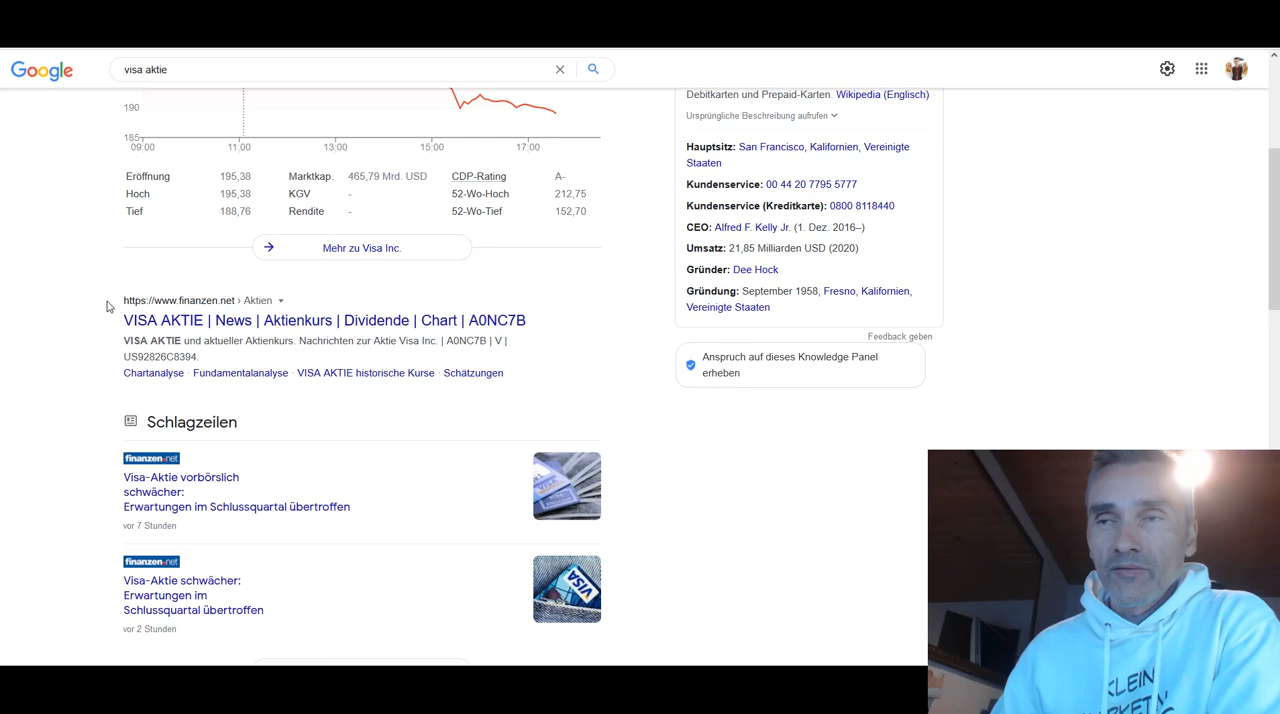 Google
visa aktie
190
185
09:00 11:00 13:00 15:00 17:00
Eröffnung 195,38 Marktkap. 465,79 Mrd. USD CDP-Rating A-
Hoch 195,38 KGV - 52-Wo-Hoch 212,75
Tief 188,76 Rendite - 52-Wo-Tief 152,70
Mehr zu Visa Inc.
https://www.finanzen.net › Aktien
VISA AKTIE | News | Aktienkurs | Dividende | Chart | A0NC7B
VISA AKTIE und aktueller Aktienkurs. Nachrichten zur Aktie Visa Inc. | A0NC7B | V |
US92826C8394.
Chartanalyse · Fundamentalanalyse · VISA AKTIE historische Kurse · Schätzungen
Schlagzeilen
finanzen.net
Visa-Aktie vorbörslich
schwächer:
Erwartungen im Schlussquartal übertroffen
vor 7 Stunden
finanzen.net
Visa-Aktie schwächer:
Erwartungen im
Schlussquartal übertroffen
vor 2 Stunden
VISA
Debitkarten und Prepaid-Karten. Wikipedia (Englisch)
Ursprüngliche Beschreibung aufrufen
Hauptsitz: San Francisco, Kalifornien, Vereinigte
Staaten
Kundenservice: 00 44 20 7795 5777
Kundenservice (Kreditkarte): 0800 8118440
CEO: Alfred F. Kelly Jr. (1. Dez. 2016–)
Umsatz: 21,85 Milliarden USD (2020)
Gründer: Dee Hock
Gründung: September 1958, Fresno, Kalifornien,
Vereinigte Staaten
Feedback geben
Anspruch auf dieses Knowledge Panel
erheben
KLEIN